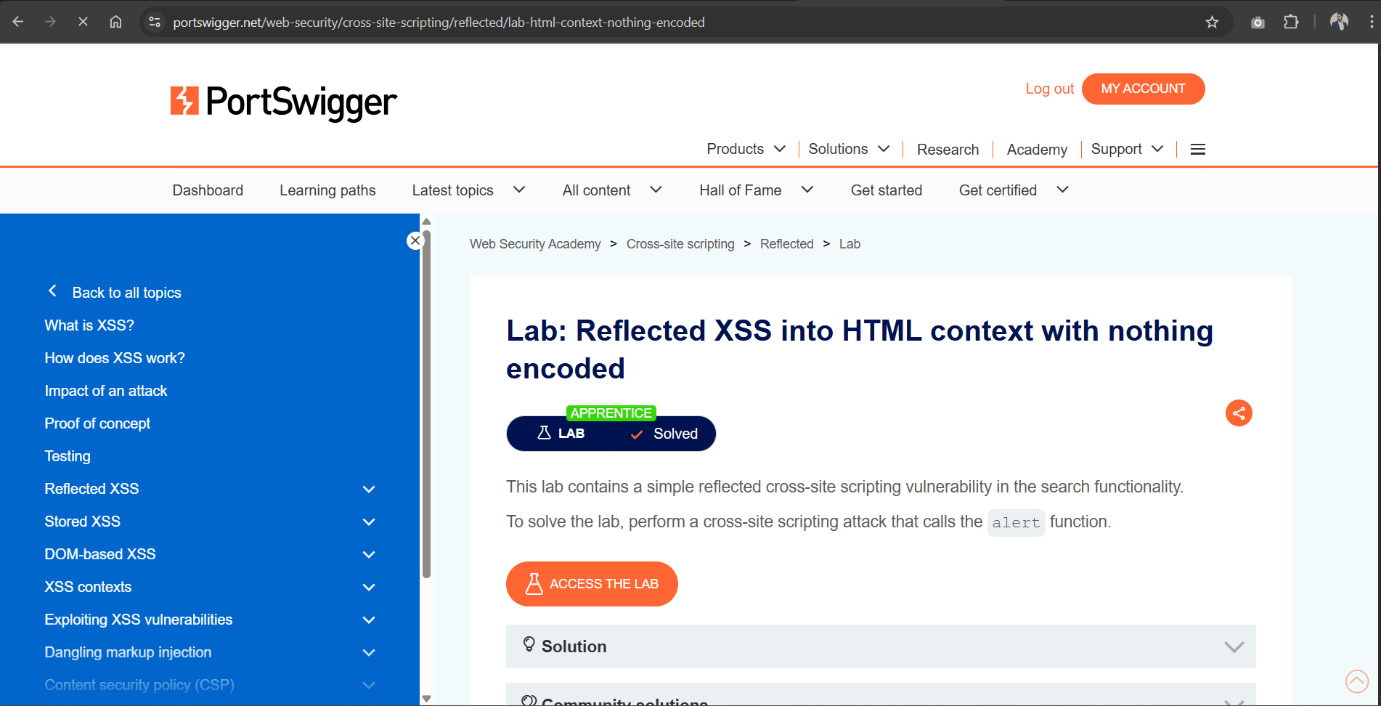 portswigger.net/web-security/cross-site-scripting/reflected/lab-html-context-nothing-encoded
PortSwigger
Log out MY ACCOUNT
Products Solutions Research Academy Support
Dashboard Learning paths Latest topics All content Hall of Fame Get started Get certified
Back to all topics
What is XSS?
How does XSS work?
Impact of an attack
Proof of concept
Testing
Reflected XSS
Stored XSS
DOM-based XSS
XSS contexts
Exploiting XSS vulnerabilities
Dangling markup injection
Content security policy (CSP)
Web Security Academy > Cross-site scripting > Reflected > Lab
Lab: Reflected XSS into HTML context with nothing
encoded
APPRENTICE
LAB Solved
This lab contains a simple reflected cross-site scripting vulnerability in the search functionality.
To solve the lab, perform a cross-site scripting attack that calls the alert function.
ACCESS THE LAB
Solution
Community solutions